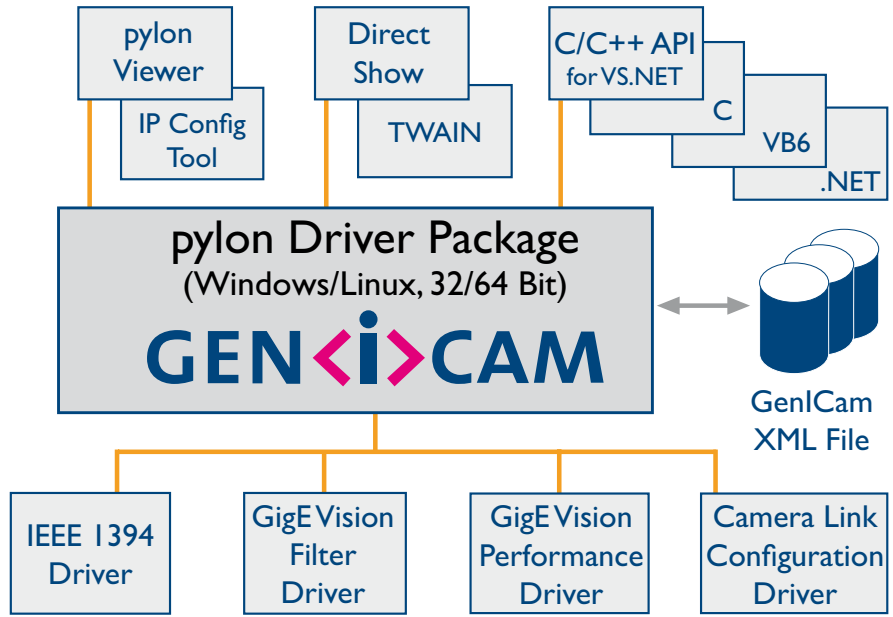 pylon
Viewer
IP Config
Tool
Direct
Show
TWAIN
C/C++ API
for VS.NET
C
VB6
.NET
pylon Driver Package
(Windows/Linux, 32/64 Bit)
GEN<i>CAM
GenICam
XML File
IEEE 1394
Driver
GigE Vision
Filter
Driver
GigE Vision
Performance
Driver
Camera Link
Configuration
Driver